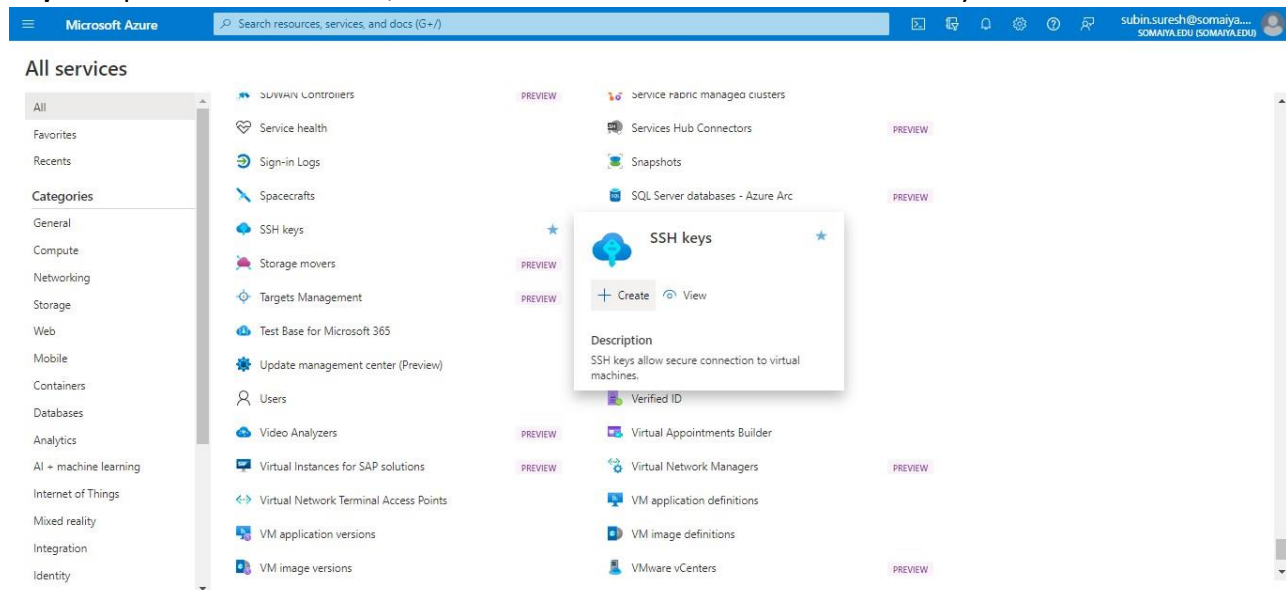 Microsoft Azure
Search resources, services, and docs (G+/)
subin.suresh@somaiya....
SOMAIYA.EDU (SOMAIYA.EDU)
All services
All
Favorites
Recents
Categories
General
Compute
Networking
Storage
Web
Mobile
Containers
Databases
Analytics
AI + machine learning
Internet of Things
Mixed reality
Integration
Identity
SDWAN Controllers PREVIEW
Service health
Sign-in Logs
Spacecrafts
SSH keys
Storage movers PREVIEW
Targets Management PREVIEW
Test Base for Microsoft 365
Update management center (Preview)
Users
Video Analyzers PREVIEW
Virtual Instances for SAP solutions PREVIEW
Virtual Network Terminal Access Points
VM application versions
VM image versions
Service Fabric managed clusters
Services Hub Connectors PREVIEW
Snapshots
SQL Server databases - Azure Arc PREVIEW
SSH keys
Create View
Description
SSH keys allow secure connection to virtual
machines.
Verified ID
Virtual Appointments Builder
Virtual Network Managers PREVIEW
VM application definitions
VM image definitions
VMware vCenters PREVIEW